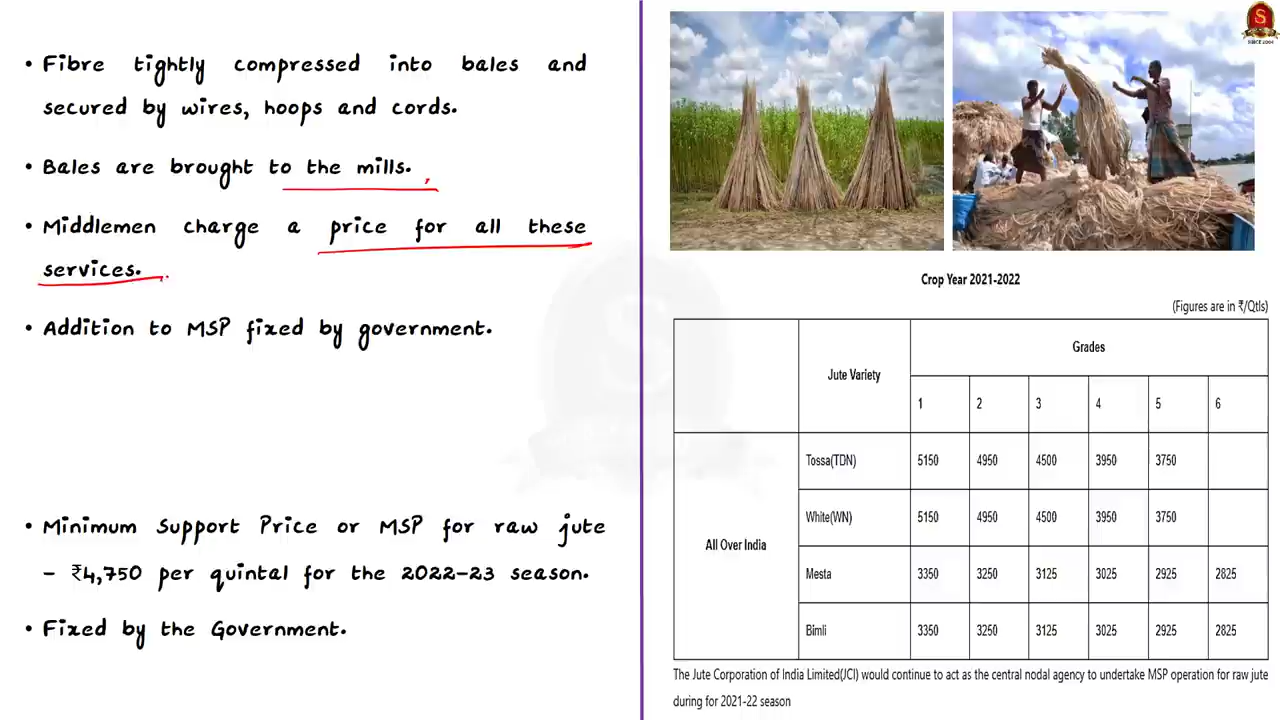 • Fibre tightly compressed into bales and
secured by wires, hoops and cords.
• Bales are brought to the mills.
• Middlemen charge a price for all these
services.
• Addition to MSP fixed by government.
• Minimum Support Price or MSP for raw jute
– ₹4,750 per quintal for the 2022-23 season.
• Fixed by the Government.
S
SINCE 2004
Crop Year 2021-2022
(Figures are in ₹/Qtls)
Jute Variety Grades
1 2 3 4 5 6
All Over India
Tossa(TDN) 5150 4950 4500 3950 3750
White(WN) 5150 4950 4500 3950 3750
Mesta 3350 3250 3125 3025 2925 2825
Bimli 3350 3250 3125 3025 2925 2825
The Jute Corporation of India Limited(JCI) would continue to act as the central nodal agency to undertake MSP operation for raw jute
during for 2021-22 season